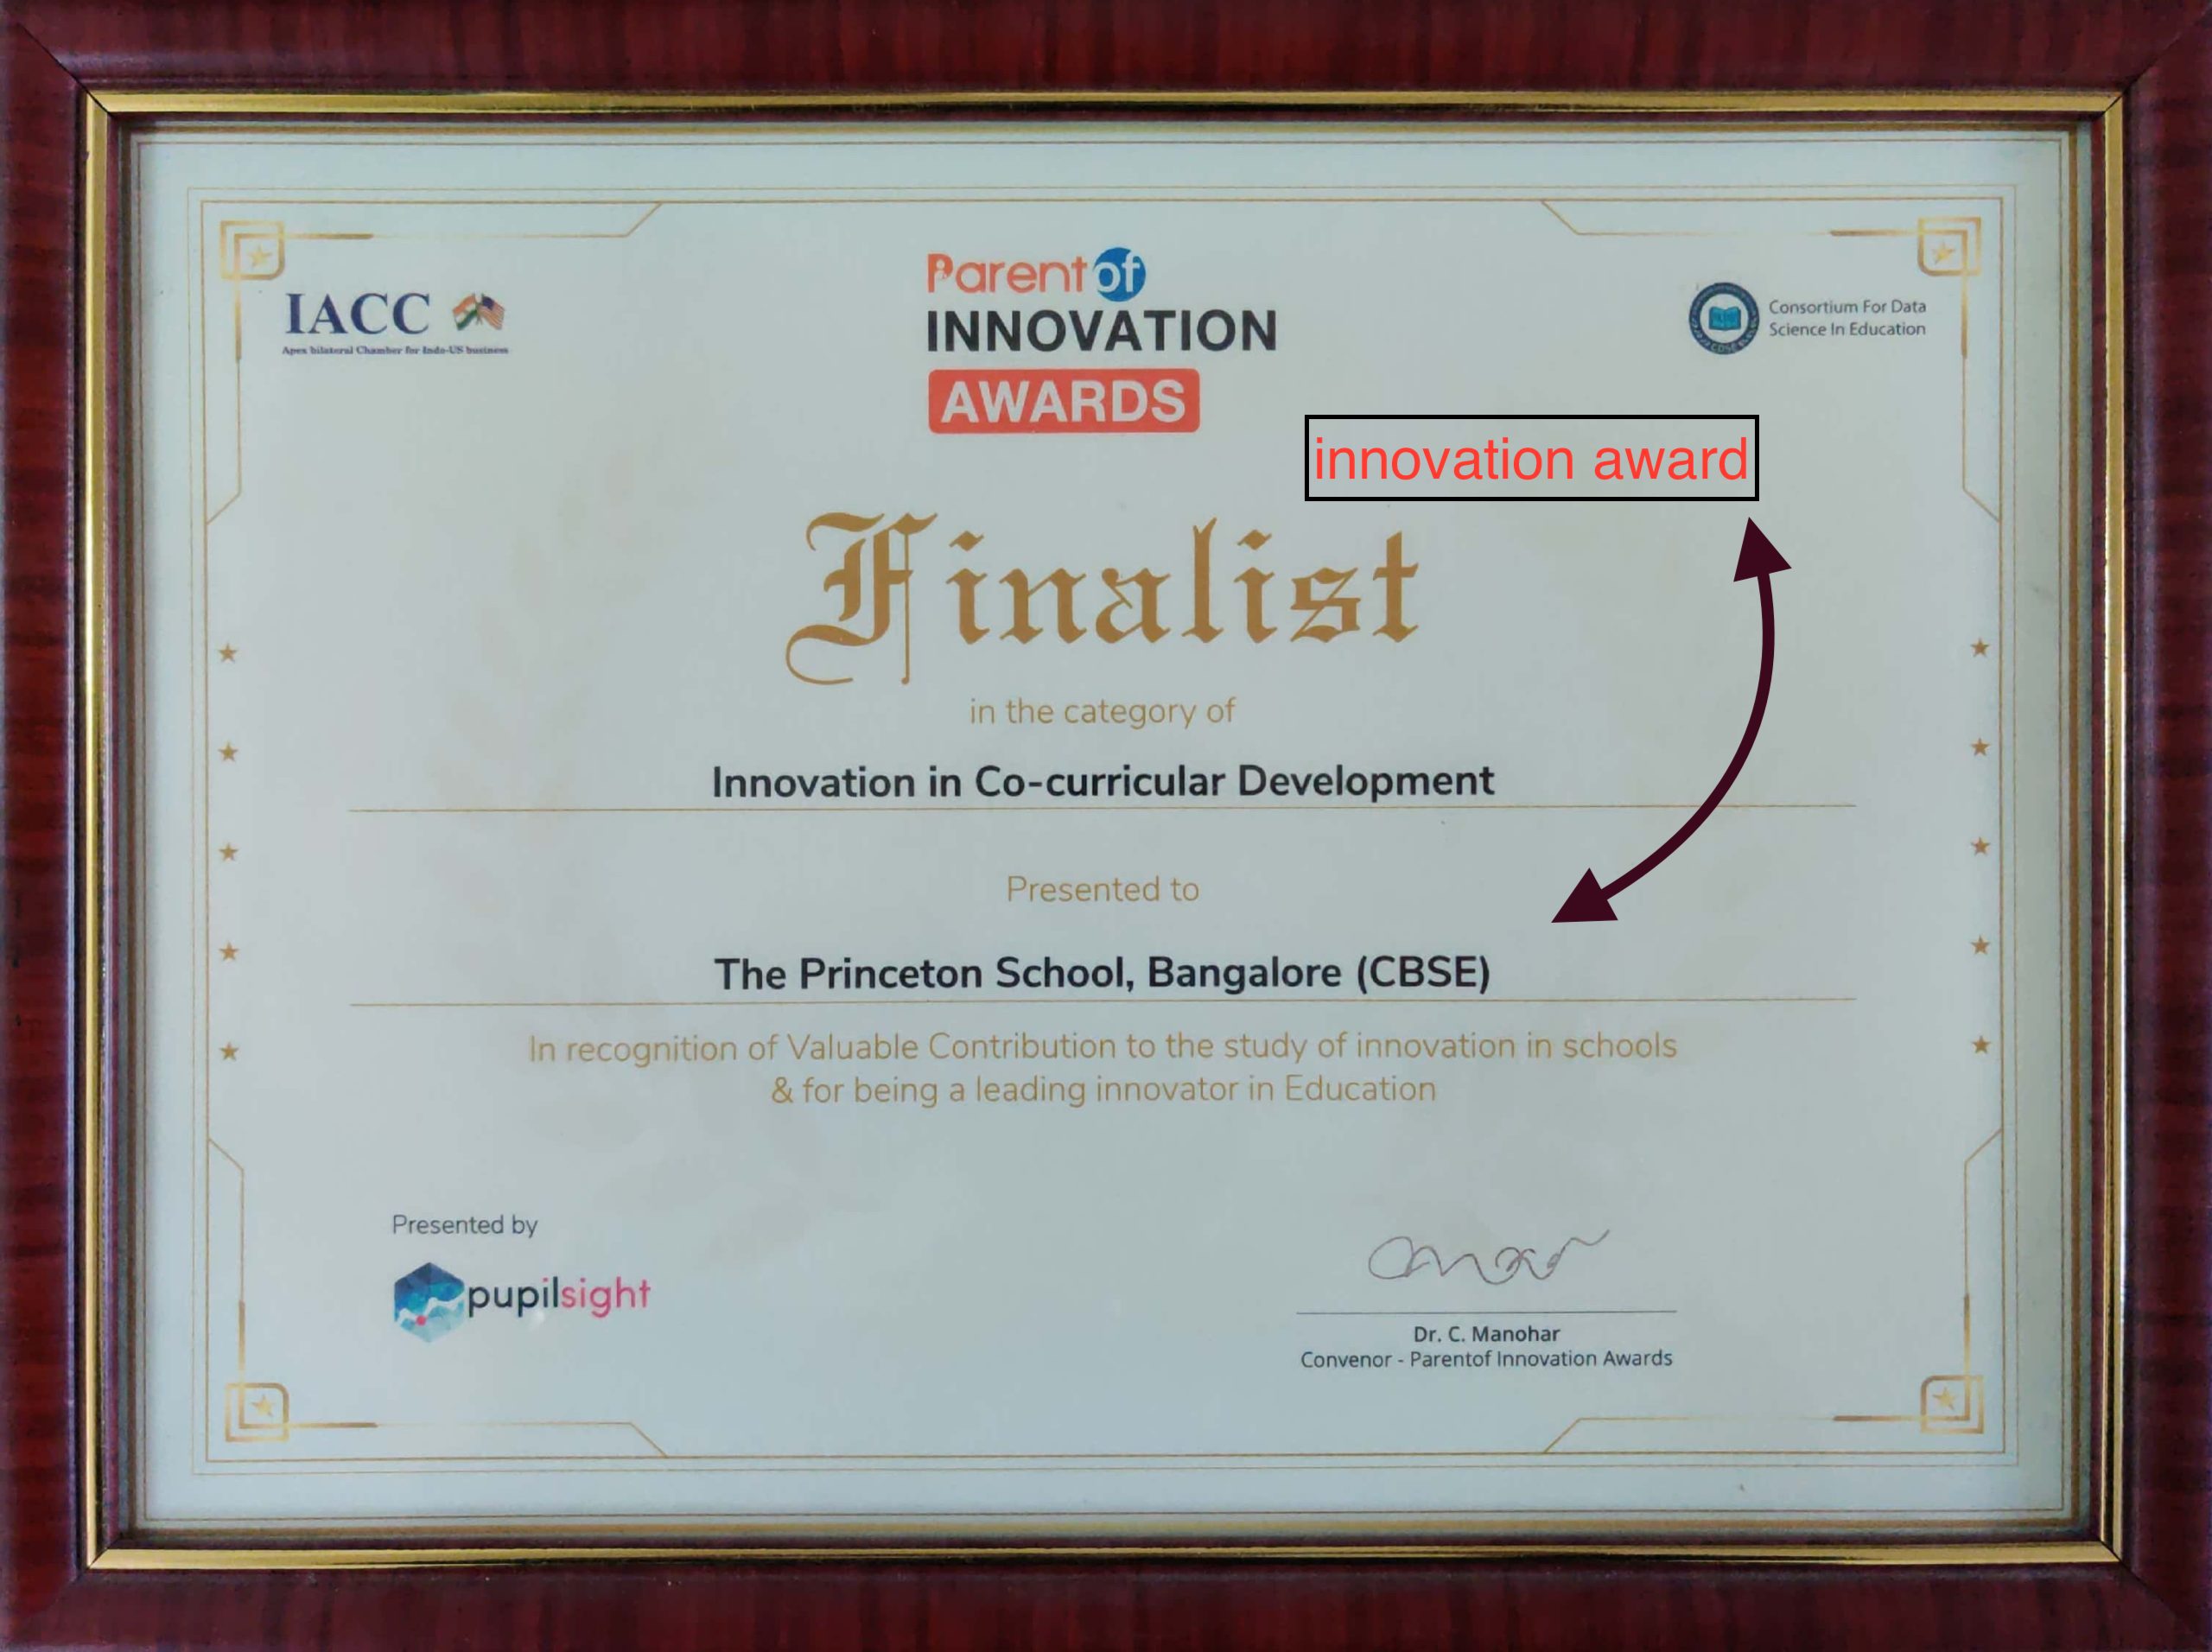 IACC
Apex bilateral Chamber for Indo-US business
Parentof
INNOVATION
AWARDS
Consortium For Data
Science In Education
CDSE
innovation award
Finalist
in the category of
Innovation in Co-curricular Development
Presented to
The Princeton School, Bangalore (CBSE)
In recognition of Valuable Contribution to the study of innovation in schools
& for being a leading innovator in Education
Presented by
pupilsight
Dr. C. Manohar
Convenor - Parentof Innovation Awards